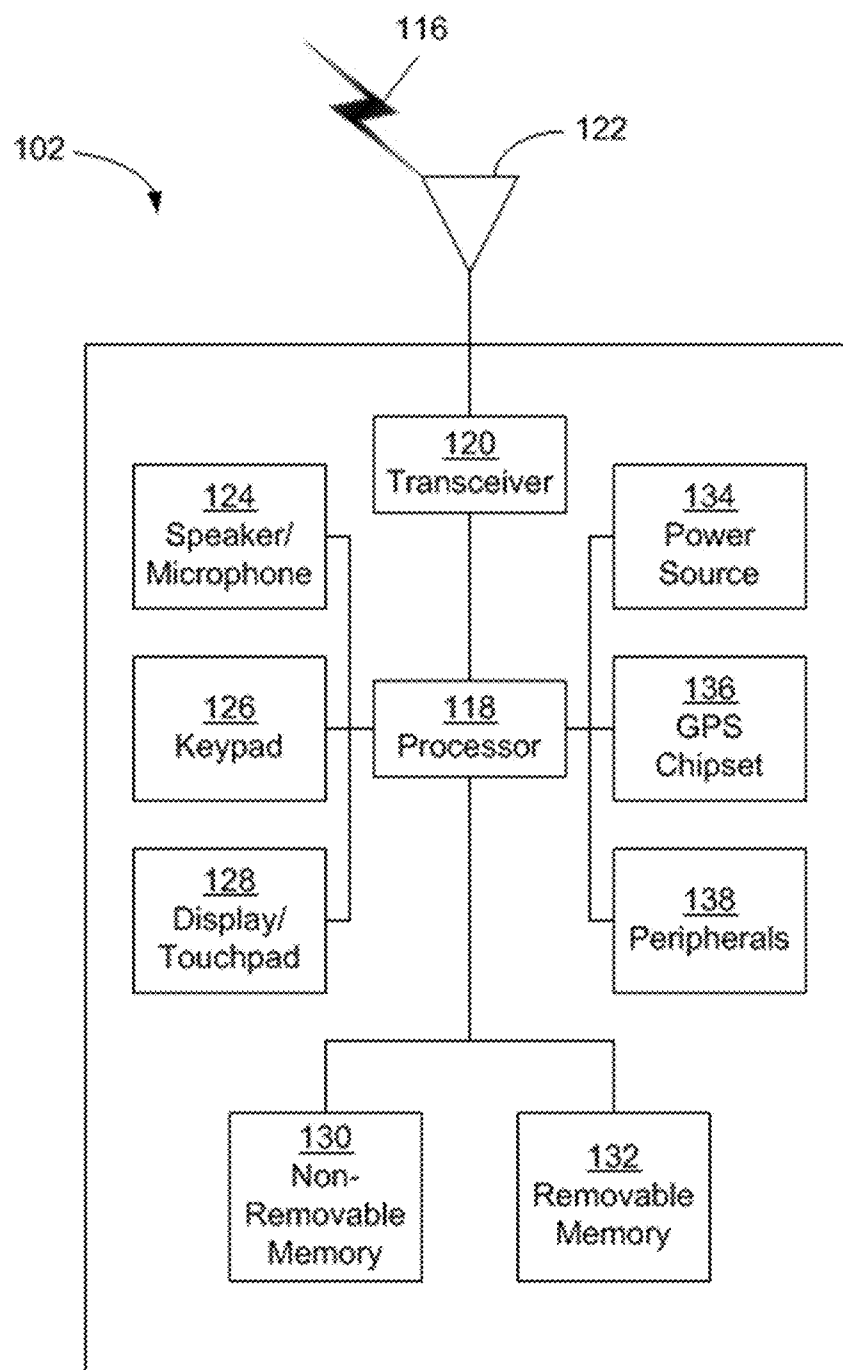 116
122
102
120
Transceiver
124
Speaker/
Microphone
134
Power
Source
126
Keypad
118
Processor
136
GPS
Chipset
128
Display/
Touchpad
138
Peripherals
130
Non-
Removable
Memory
132
Removable
Memory